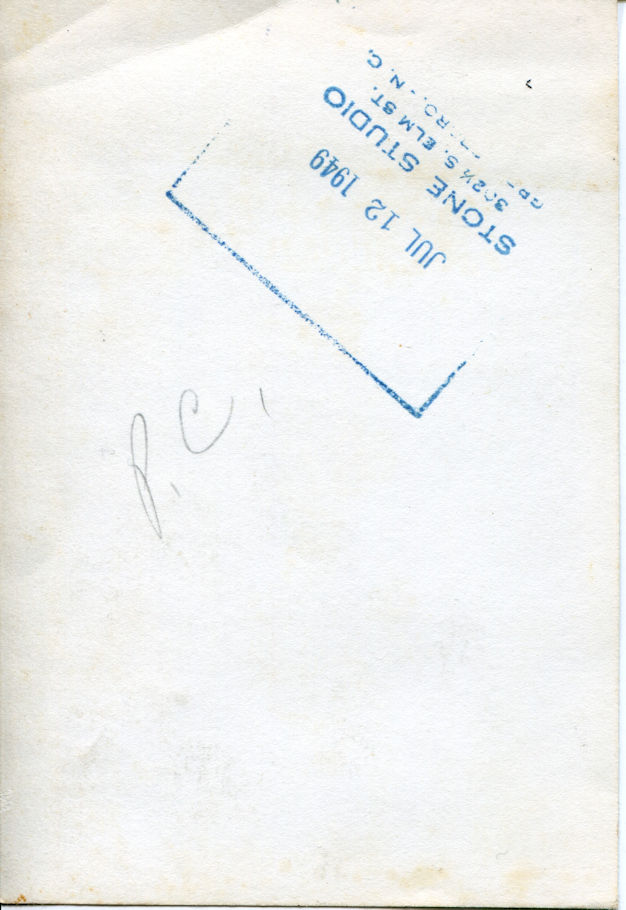 JUL 12 1949
STONE STUDIO
302½ S. ELM ST.
N. C.
P. C.